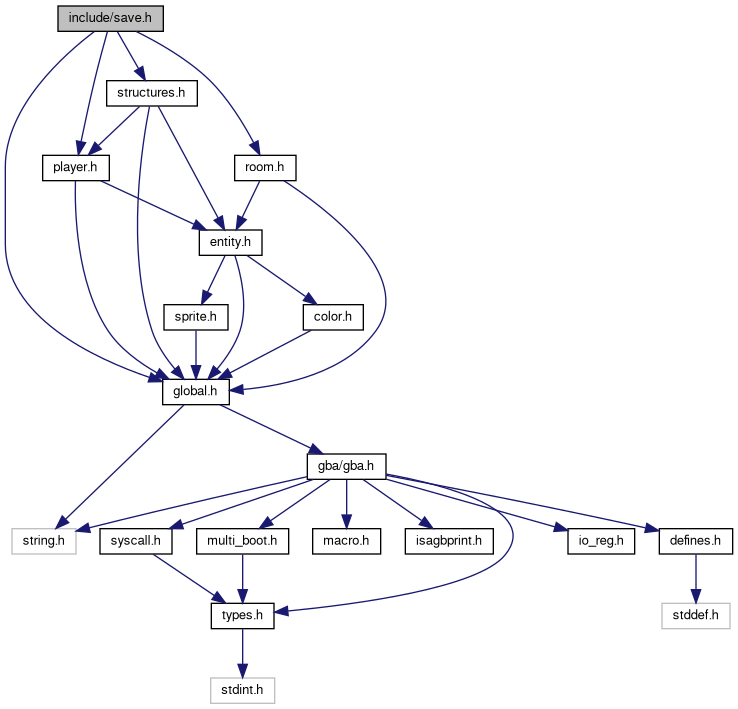 include/save.h
structures.h
player.h
room.h
entity.h
sprite.h
color.h
global.h
gba/gba.h
string.h
syscall.h
multi_boot.h
macro.h
isagbprint.h
io_reg.h
defines.h
types.h
stddef.h
stdint.h